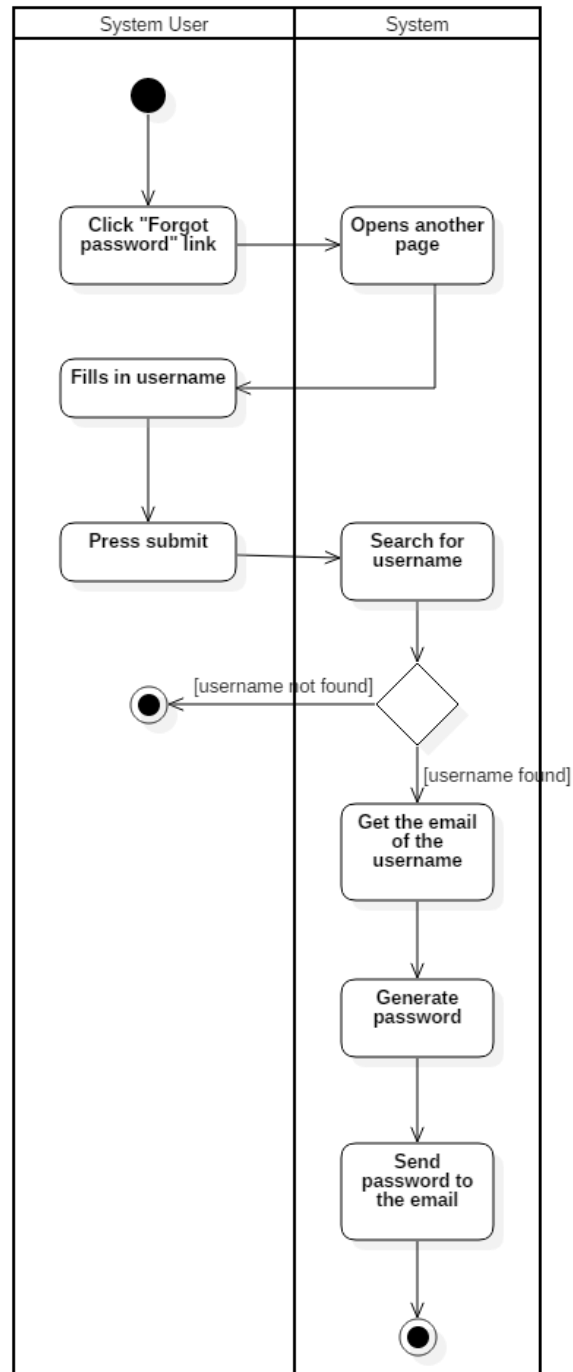 System User
System
Click "Forgot
password" link
Opens another
page
Fills in username
Press submit
Search for
username
[username not found]
[username found]
Get the email
of the
username
Generate
password
Send
password to
the email